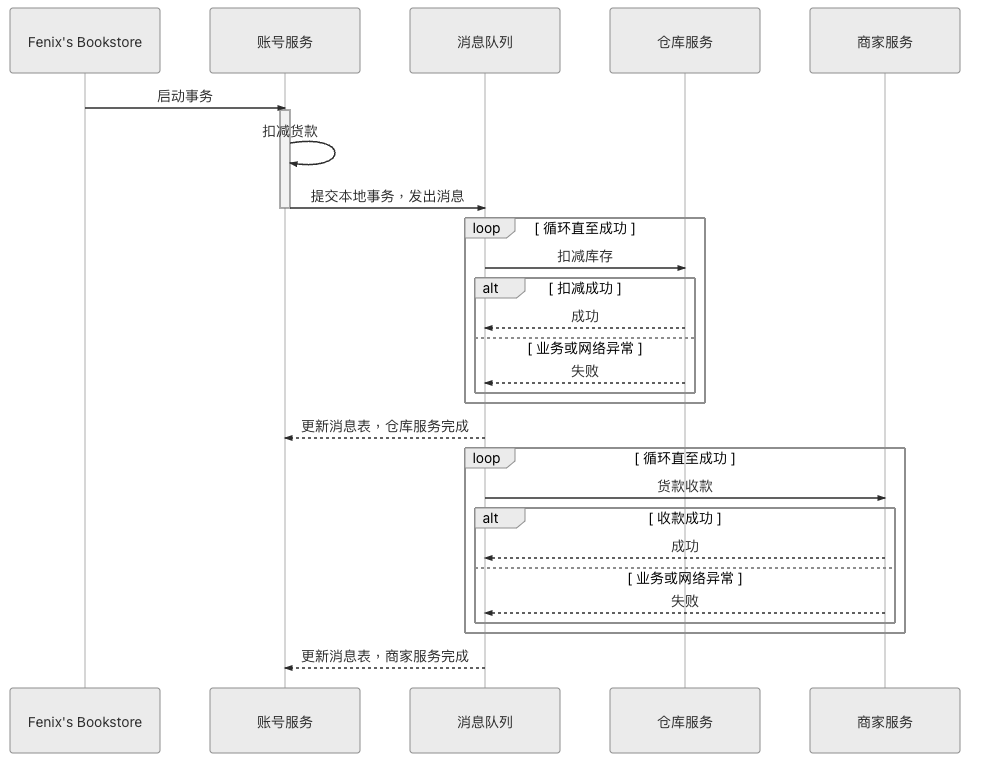 Fenix's Bookstore
账号服务
消息队列
仓库服务
商家服务
启动事务
扣减货款
提交本地事务，发出消息
loop
[ 循环直至成功 ]
扣减库存
alt
[ 扣减成功 ]
成功
[ 业务或网络异常 ]
失败
更新消息表，仓库服务完成
loop
[ 循环直至成功 ]
货款收款
alt
[ 收款成功 ]
成功
[ 业务或网络异常 ]
失败
更新消息表，商家服务完成
Fenix's Bookstore
账号服务
消息队列
仓库服务
商家服务